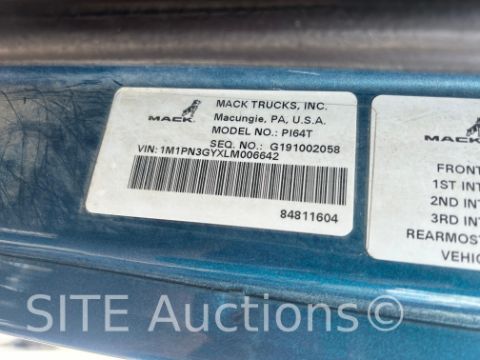 MACK
MACK TRUCKS, INC.
Macungie, PA, U.S.A.
MODEL NO.: PI64T
SEQ. NO.: G191002058
VIN: 1M1PN3GYXLM006642
84811604
MACK
FRONT
1ST INT
2ND INT
3RD INT
REARMOST
VEHIC
SITE Auctions.com